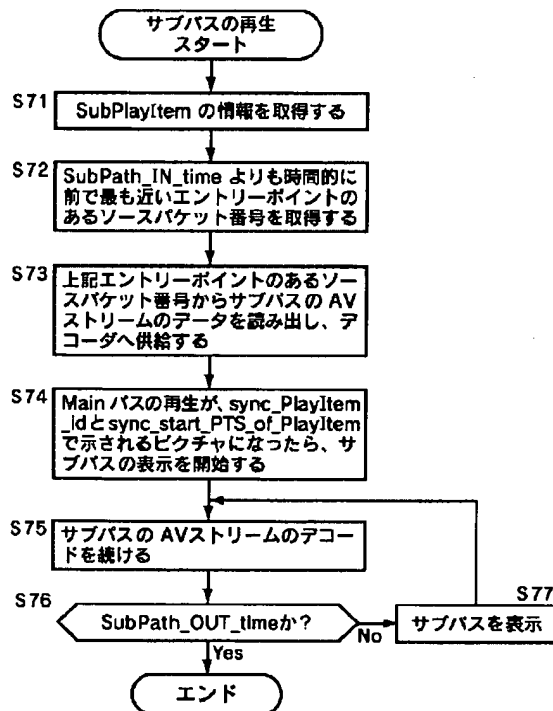 サブパスの再生
スタート
S71
SubPlayItem の情報を取得する
S72
SubPath_IN_time よりも時間的に
前で最も近いエントリーポイントの
あるソースパケット番号を取得する
S73
上記エントリーポイントのあるソー
スパケット番号からサブパスの AV
ストリームのデータを読み出し、デ
コーダへ供給する
S74
Main パスの再生が、sync_PlayItem
_idとsync_start_PTS_of_PlayItem
で示されるピクチャになったら、サ
ブパスの表示を開始する
S75
サブパスの AVストリームのデコー
ドを続ける
S76
SubPath_OUT_timeか?
No
S77
サブパスを表示
Yes
エンド